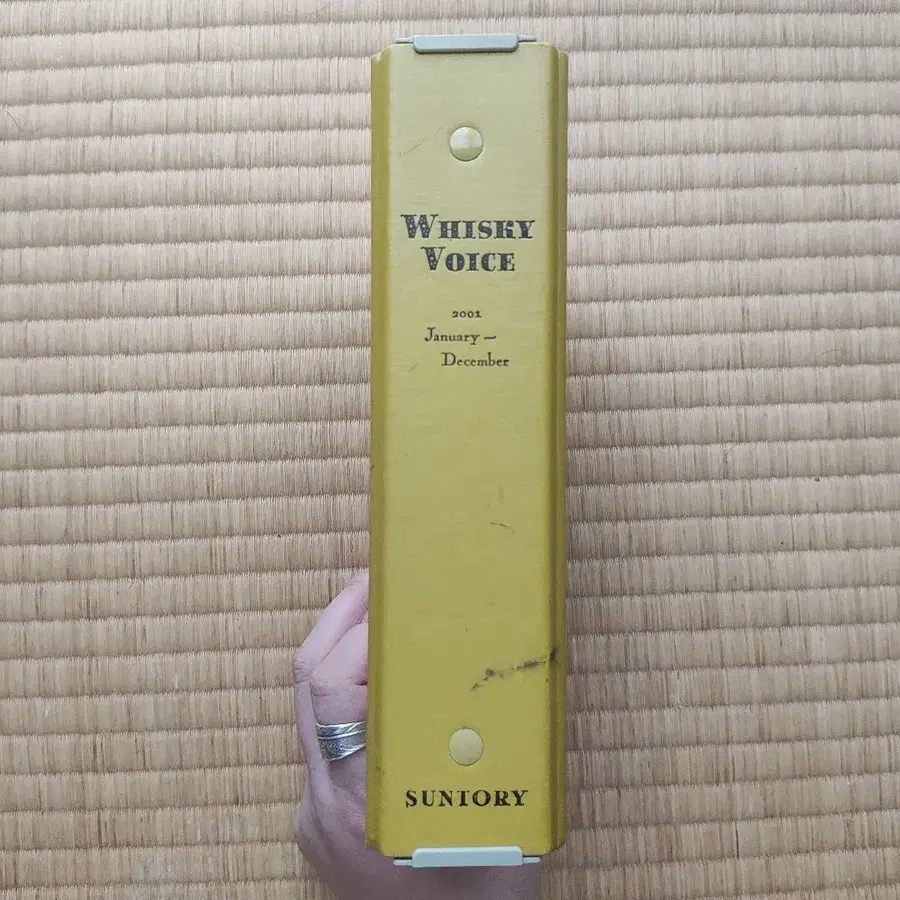 WHISKY
VOICE
2001
January —
December
SUNTORY